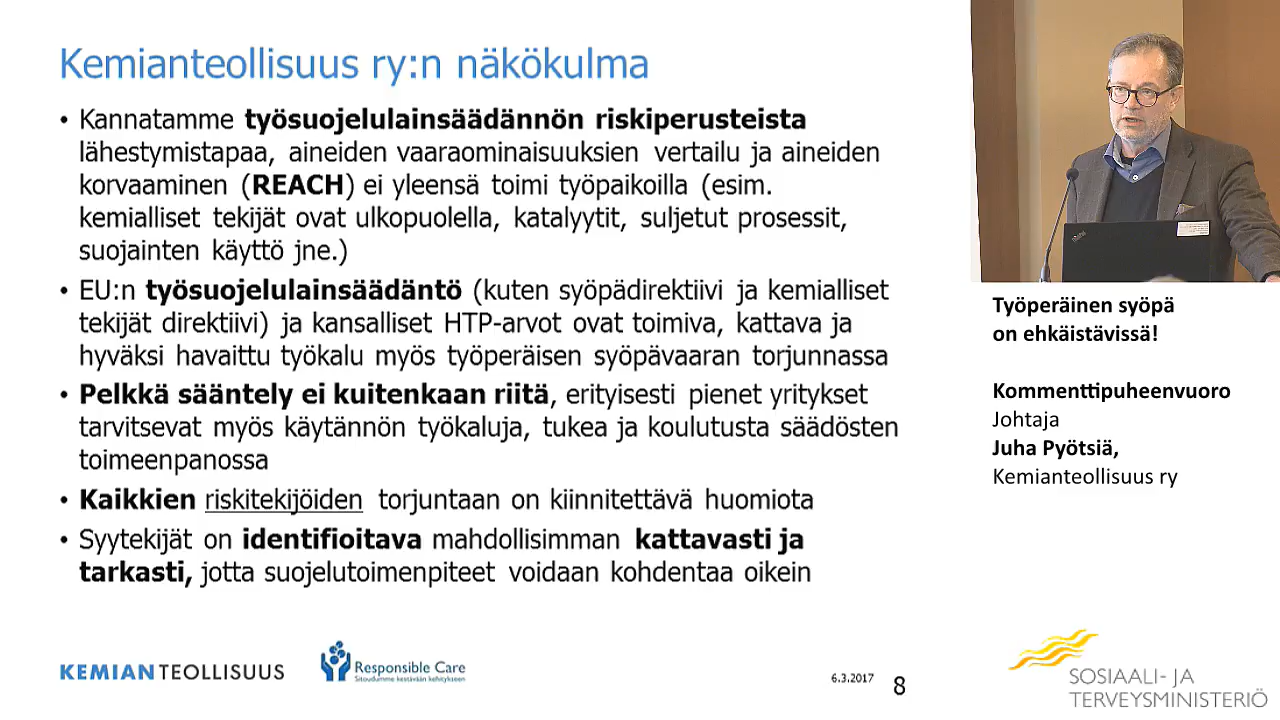 Kemianteollisuus ry:n näkökulma
• Kannatamme työsuojelulainsäädännön riskiperusteista
lähestymistapaa, aineiden vaaraominaisuuksien vertailu ja aineiden
korvaaminen (REACH) ei yleensä toimi työpaikoilla (esim.
kemialliset tekijät ovat ulkopuolella, katalyytit, suljetut prosessit,
suojainten käyttö jne.)
• EU:n työsuojelulainsäädäntö (kuten syöpädirektiivi ja kemialliset
tekijät direktiivi) ja kansalliset HTP-arvot ovat toimiva, kattava ja
hyväksi havaittu työkalu myös työperäisen syöpävaaran torjunnassa
• Pelkkä sääntely ei kuitenkaan riitä, erityisesti pienet yritykset
tarvitsevat myös käytännön työkaluja, tukea ja koulutusta säädösten
toimeenpanossa
• Kaikkien riskitekijöiden torjuntaan on kiinnitettävä huomiota
• Syytekijät on identifioitava mahdollisimman kattavasti ja
tarkasti, jotta suojelutoimenpiteet voidaan kohdentaa oikein
KEMIANTEOLLISUUS
Responsible Care
Sitoudumme kestävään kehitykseen
6.3.2017
8
Työperäinen syöpä
on ehkäistävissä!
Kommenttipuheenvuoro
Johtaja
Juha Pyötsiä,
Kemianteollisuus ry
SOSIAALI- JA
TERVEYSMINISTERIÖ